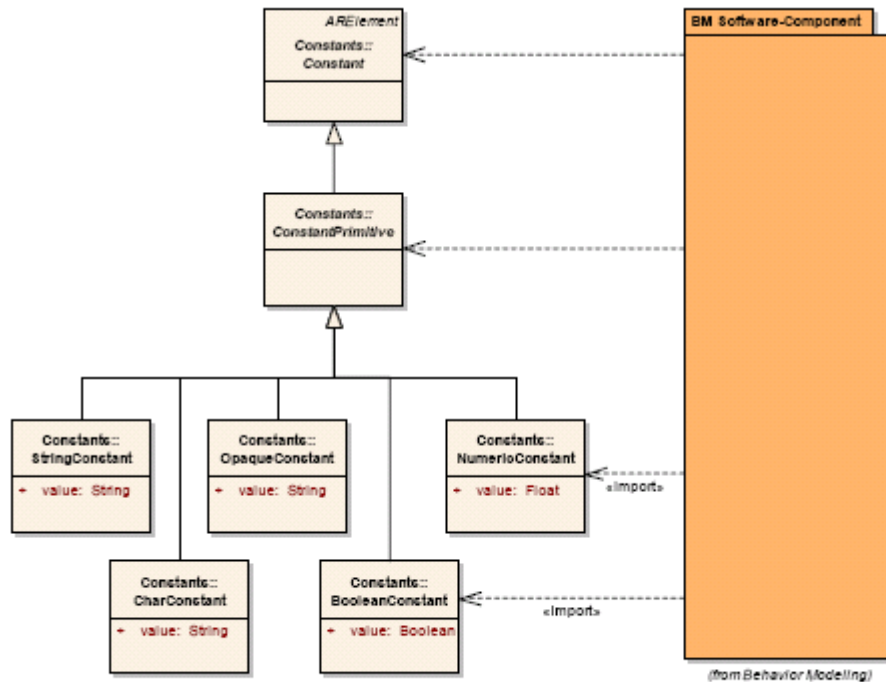 ARElement
Constants::
Constant
BM Software-Component
Constants::
ConstantPrimitive
Constants::
StringConstant
+ value: String
Constants::
OpaqueConstant
+ value: String
Constants::
NumericConstant
+ value: Float
«import»
Constants::
CharConstant
+ value: String
Constants::
BooleanConstant
+ value: Boolean
«import»
(from Behavior Modeling)